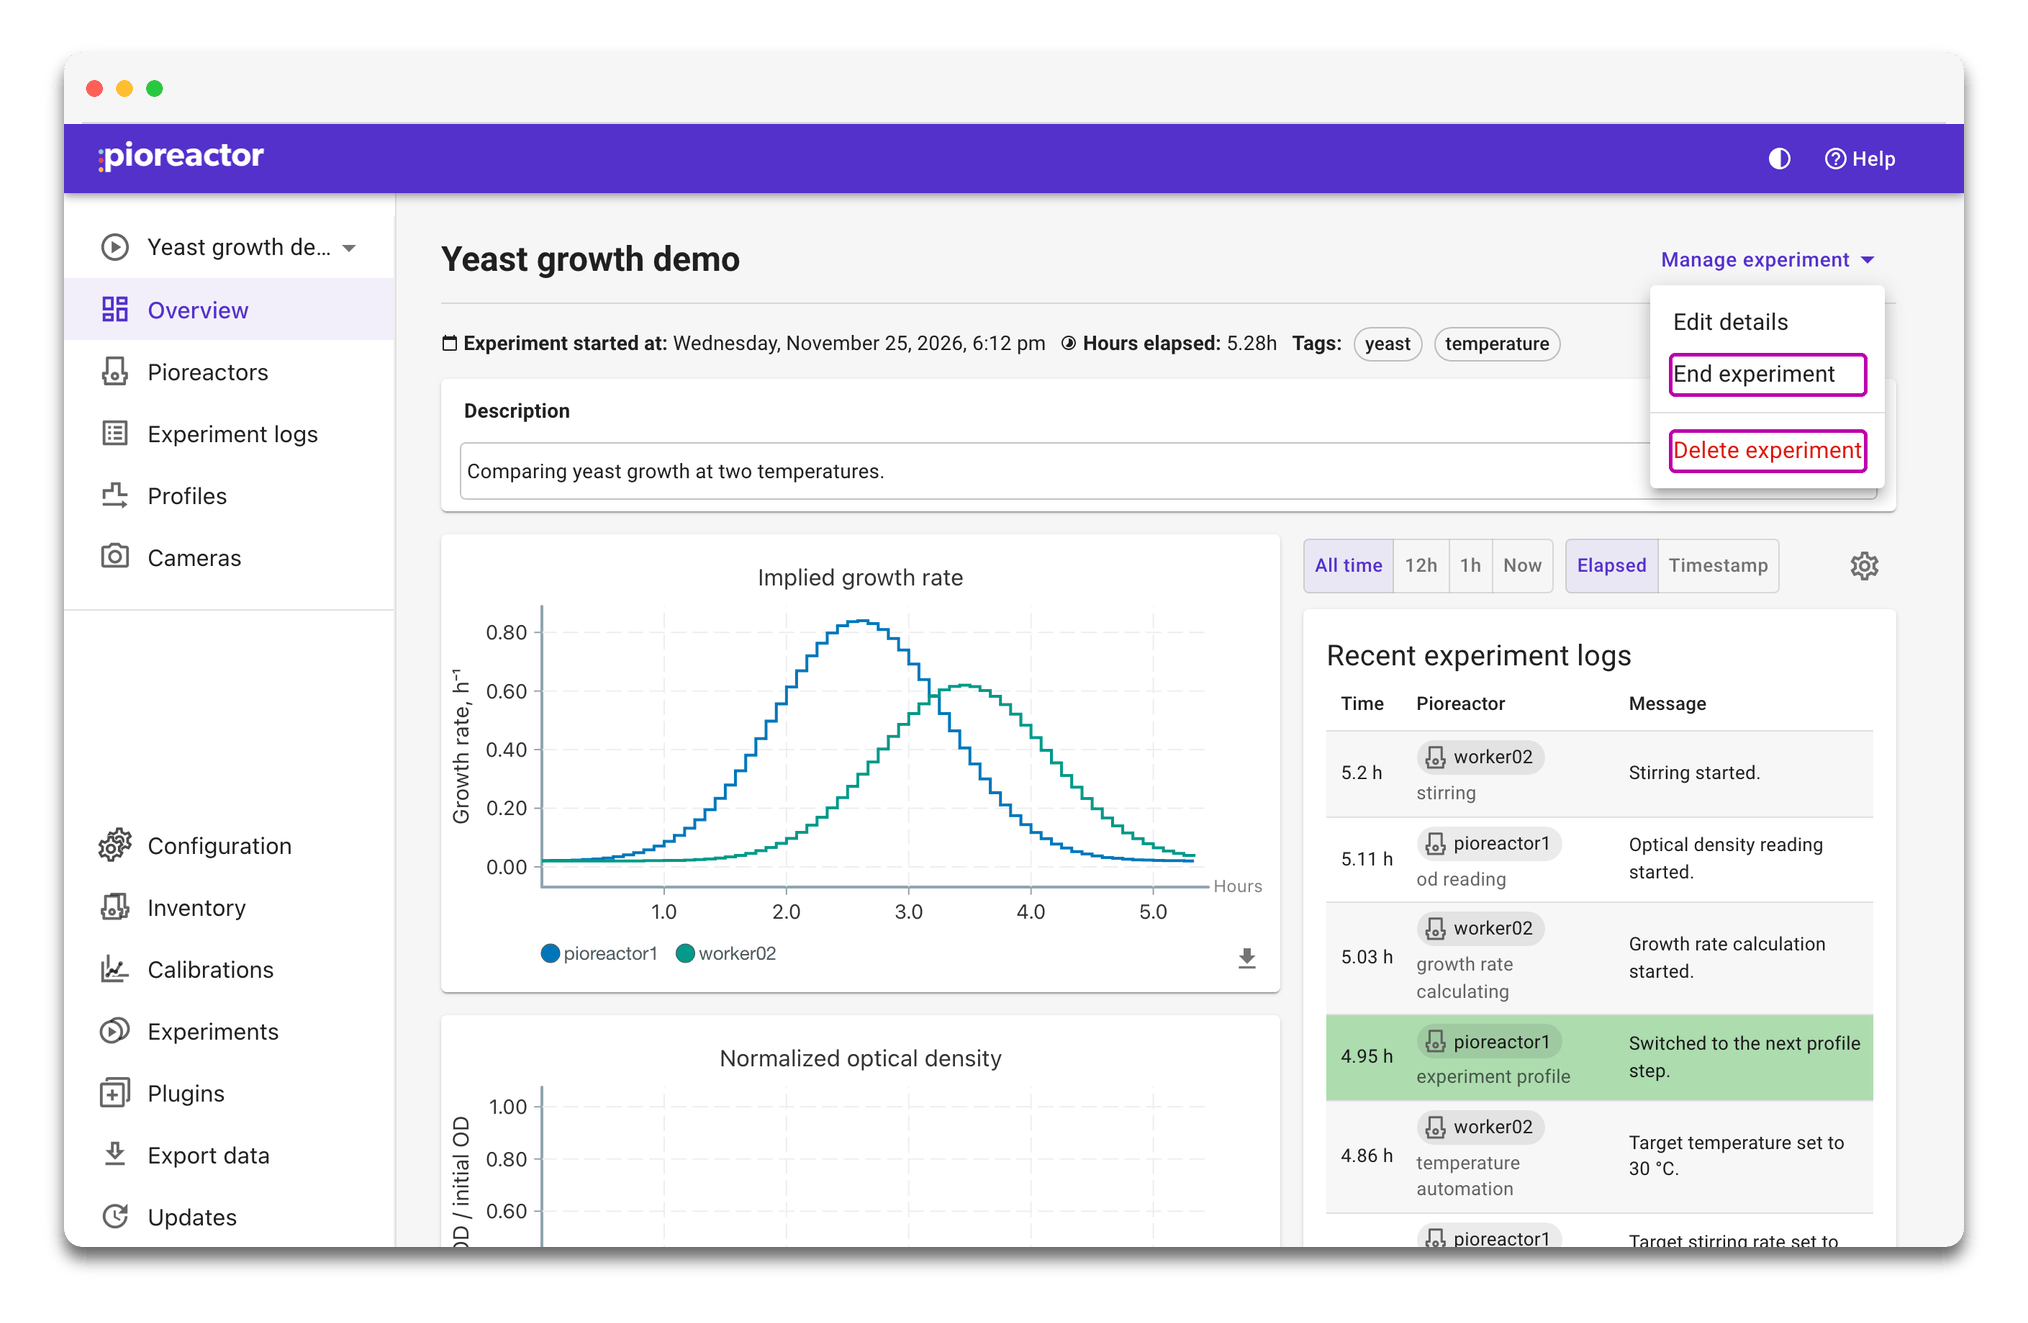 pioreactor
Help
Yeast growth de...
Overview
Pioreactors
Experiment logs
Profiles
Cameras
Configuration
Inventory
Calibrations
Experiments
Plugins
Export data
Updates
Yeast growth demo
Manage experiment
Edit details
End experiment
Delete experiment
Experiment started at: Wednesday, November 25, 2026, 6:12 pm Hours elapsed: 5.28h Tags: yeast temperature
Description
Comparing yeast growth at two temperatures.
Implied growth rate
Growth rate, h⁻¹
0.80
0.60
0.40
0.20
0.00
Hours
1.0 2.0 3.0 4.0 5.0
pioreactor1 worker02
Normalized optical density
OD / initial OD
1.00
0.80
0.60
All time 12h 1h Now Elapsed Timestamp
Recent experiment logs
Time Pioreactor Message
5.2 h worker02 stirring Stirring started.
5.11 h pioreactor1 od reading Optical density reading
started.
5.03 h worker02 growth rate Growth rate calculation
calculating started.
4.95 h pioreactor1 experiment profile Switched to the next profile
step.
4.86 h worker02 temperature Target temperature set to
automation 30 °C.
pioreactor1 Target stirring rate set to